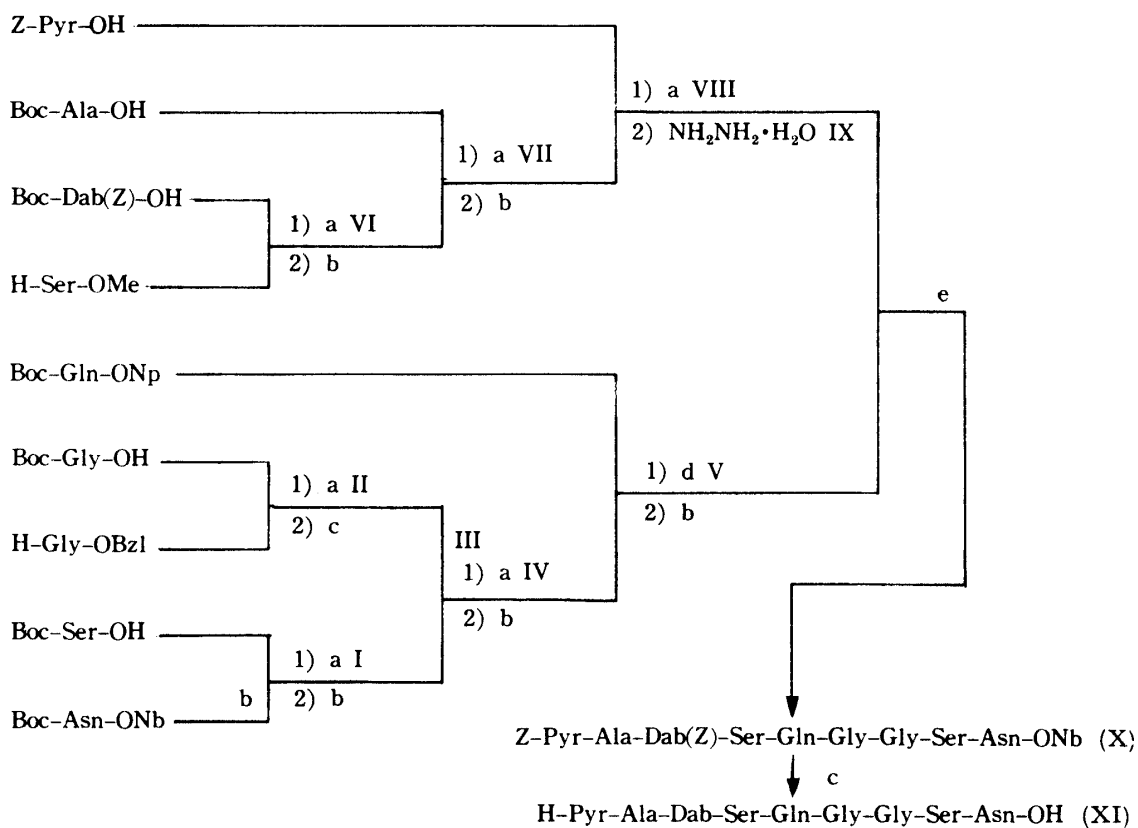 Z-Pyr-OH
Boc-Ala-OH
1) a VIII
2) NH₂NH₂·H₂O IX
1) a VII
2) b
Boc-Dab(Z)-OH
1) a VI
2) b
H-Ser-OMe
e
Boc-Gln-ONp
Boc-Gly-OH
1) a II
2) c
1) d V
2) b
H-Gly-OBzl
III
1) a IV
2) b
Boc-Ser-OH
1) a I
2) b
b
Boc-Asn-ONb
Z-Pyr-Ala-Dab(Z)-Ser-Gln-Gly-Gly-Ser-Asn-ONb (X)
c
H-Pyr-Ala-Dab-Ser-Gln-Gly-Gly-Ser-Asn-OH (XI)